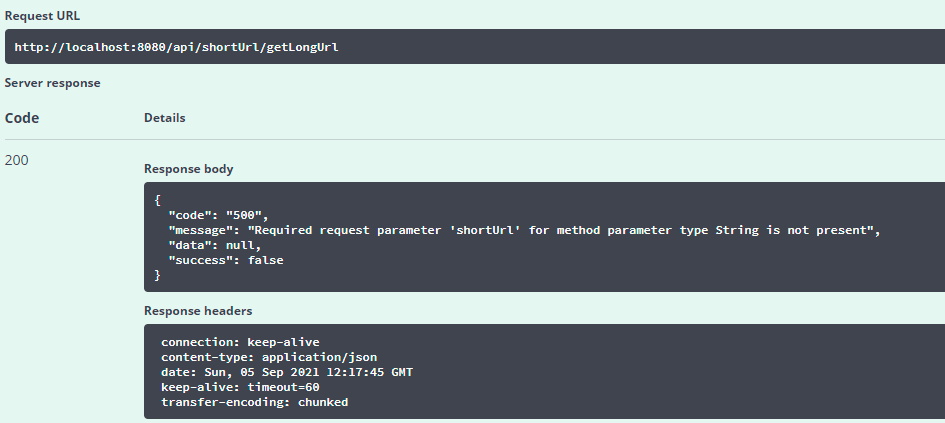 Request URL
http://localhost:8080/api/shortUrl/getLongUrl
Server response
Code Details
200
Response body
{
  "code": "500",
  "message": "Required request parameter 'shortUrl' for method parameter type String is not present",
  "data": null,
  "success": false
}
Response headers
connection: keep-alive
content-type: application/json
date: Sun, 05 Sep 2021 12:17:45 GMT
keep-alive: timeout=60
transfer-encoding: chunked